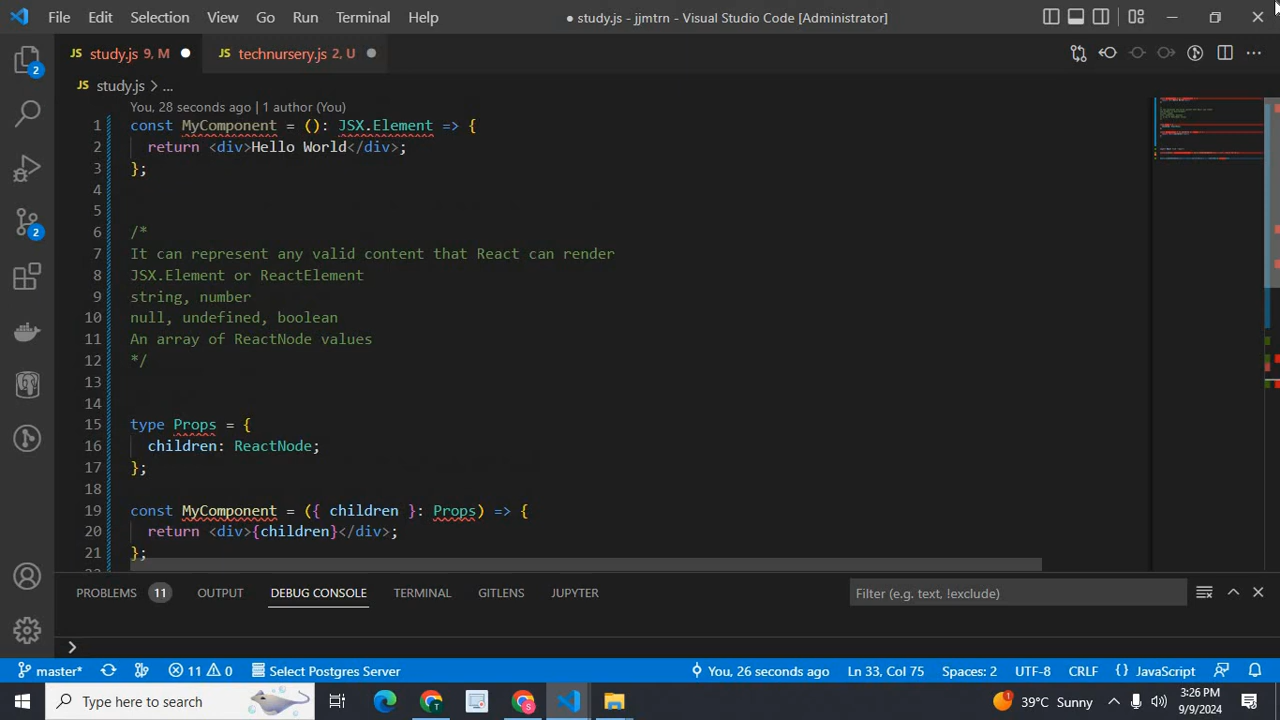 File Edit Selection View Go Run Terminal Help ● study.js - jjmtrn - Visual Studio Code [Administrator]
JS study.js 9, M ● JS technursery.js 2, U ●
JS study.js > ...
You, 28 seconds ago | 1 author (You)
1 const MyComponent = (): JSX.Element => {
2 return <div>Hello World</div>;
3 };
4
5
6 /*
7 It can represent any valid content that React can render
8 JSX.Element or ReactElement
9 string, number
10 null, undefined, boolean
11 An array of ReactNode values
12 */
13
14
15 type Props = {
16 children: ReactNode;
17 };
18
19 const MyComponent = ({ children }: Props) => {
20 return <div>{children}</div>;
21 };
2
2
PROBLEMS 11 OUTPUT DEBUG CONSOLE TERMINAL GITLENS JUPYTER Filter (e.g. text, !exclude)
>
master* 11 0 Select Postgres Server You, 26 seconds ago Ln 33, Col 75 Spaces: 2 UTF-8 CRLF {} JavaScript
Type here to search T S 1 39°C Sunny 3:26 PM
9/9/2024